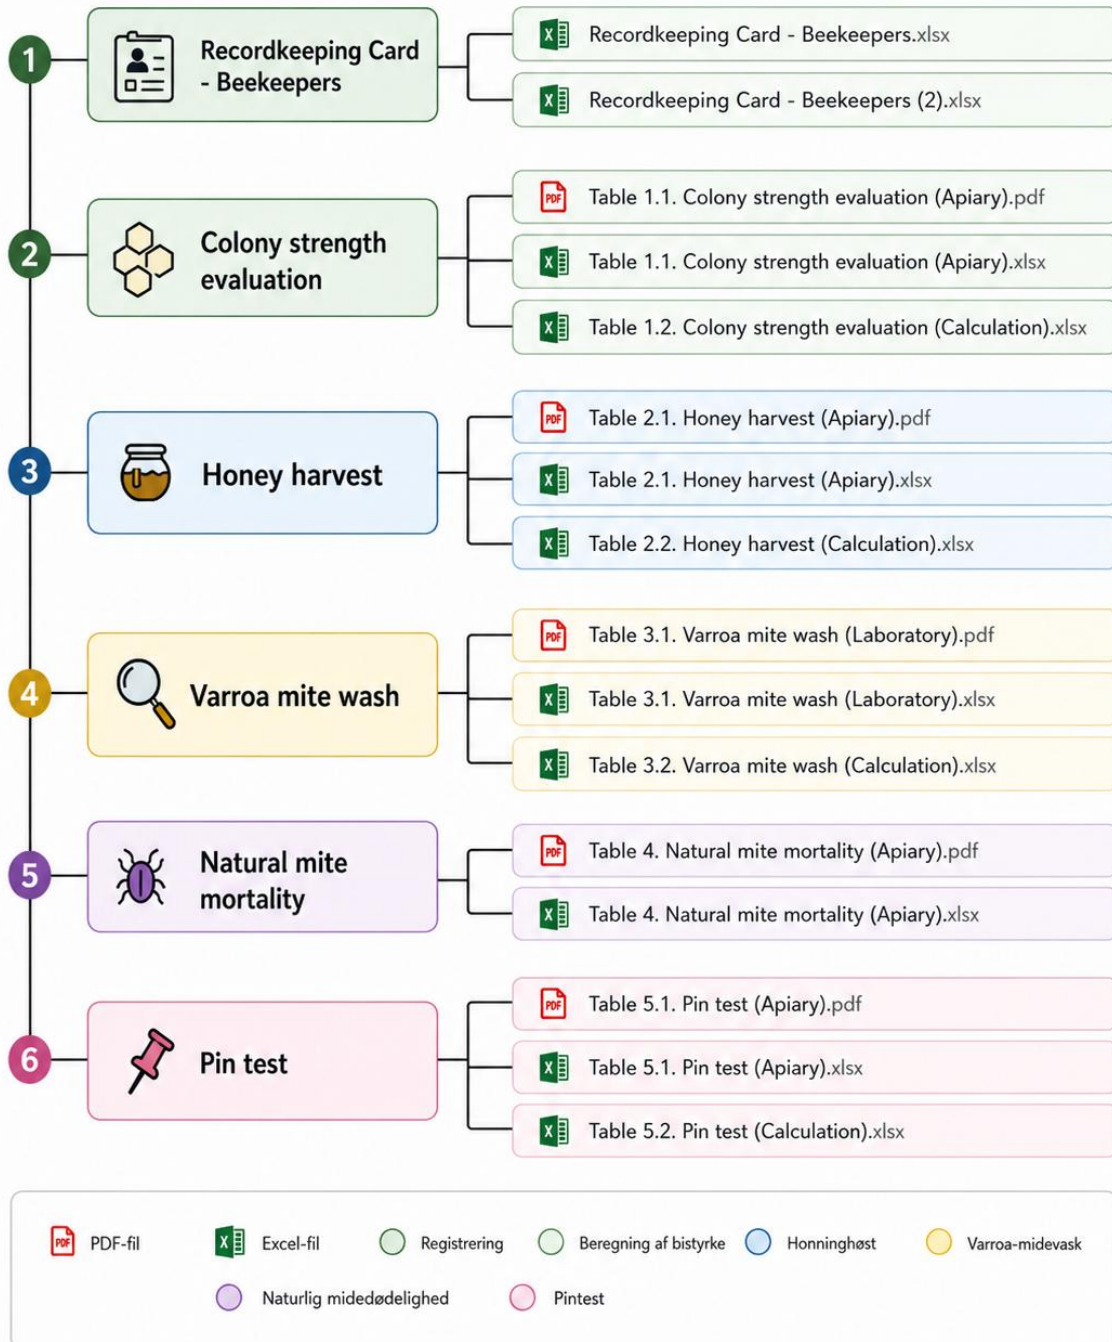 1
Recordkeeping Card
- Beekeepers
Recordkeeping Card - Beekeepers.xlsx
Recordkeeping Card - Beekeepers (2).xlsx
2
Colony strength
evaluation
PDF Table 1.1. Colony strength evaluation (Apiary).pdf
Table 1.1. Colony strength evaluation (Apiary).xlsx
Table 1.2. Colony strength evaluation (Calculation).xlsx
3
Honey harvest
PDF Table 2.1. Honey harvest (Apiary).pdf
Table 2.1. Honey harvest (Apiary).xlsx
Table 2.2. Honey harvest (Calculation).xlsx
4
Varroa mite wash
PDF Table 3.1. Varroa mite wash (Laboratory).pdf
Table 3.1. Varroa mite wash (Laboratory).xlsx
Table 3.2. Varroa mite wash (Calculation).xlsx
5
Natural mite
mortality
PDF Table 4. Natural mite mortality (Apiary).pdf
Table 4. Natural mite mortality (Apiary).xlsx
6
Pin test
PDF Table 5.1. Pin test (Apiary).pdf
Table 5.1. Pin test (Apiary).xlsx
Table 5.2. Pin test (Calculation).xlsx
PDF PDF-fil X Excel-fil Registrering Beregning af bistyrke Honninghøst Varroa-midevask
Naturlig midedødelighed Pintest